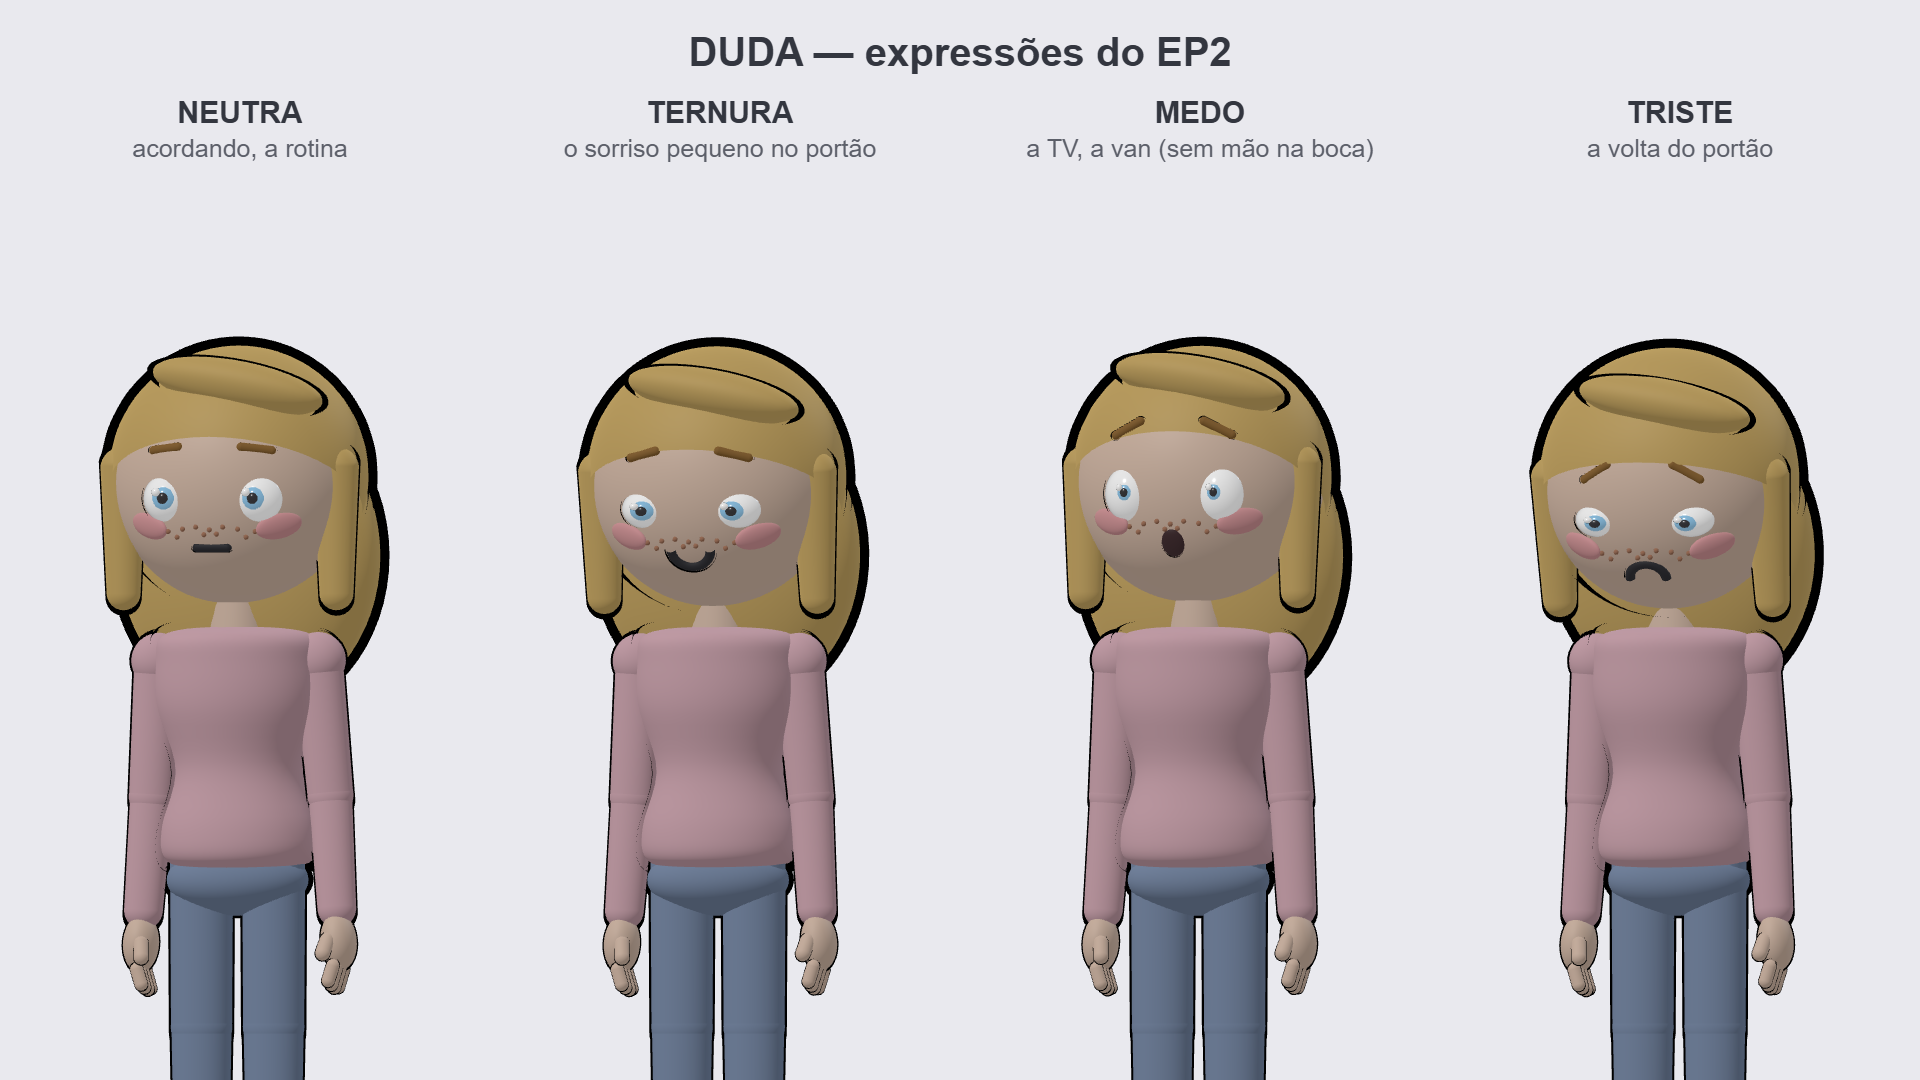 DUDA — expressões do EP2
NEUTRA
acordando, a rotina
TERNURA
o sorriso pequeno no portão
MEDO
a TV, a van (sem mão na boca)
TRISTE
a volta do portão